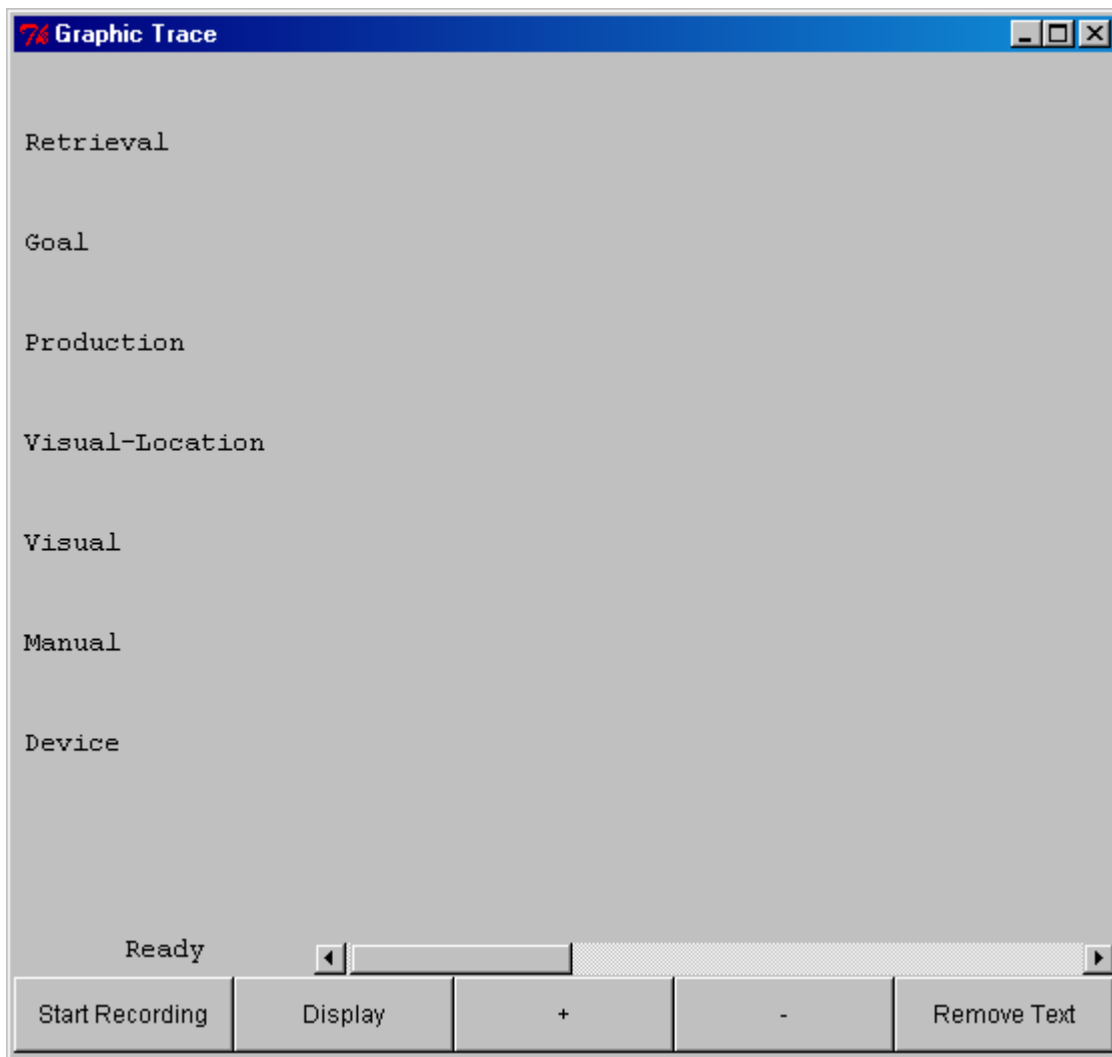 Graphic Trace
Retrieval
Goal
Production
Visual-Location
Visual
Manual
Device
Ready
Start Recording Display + - Remove Text